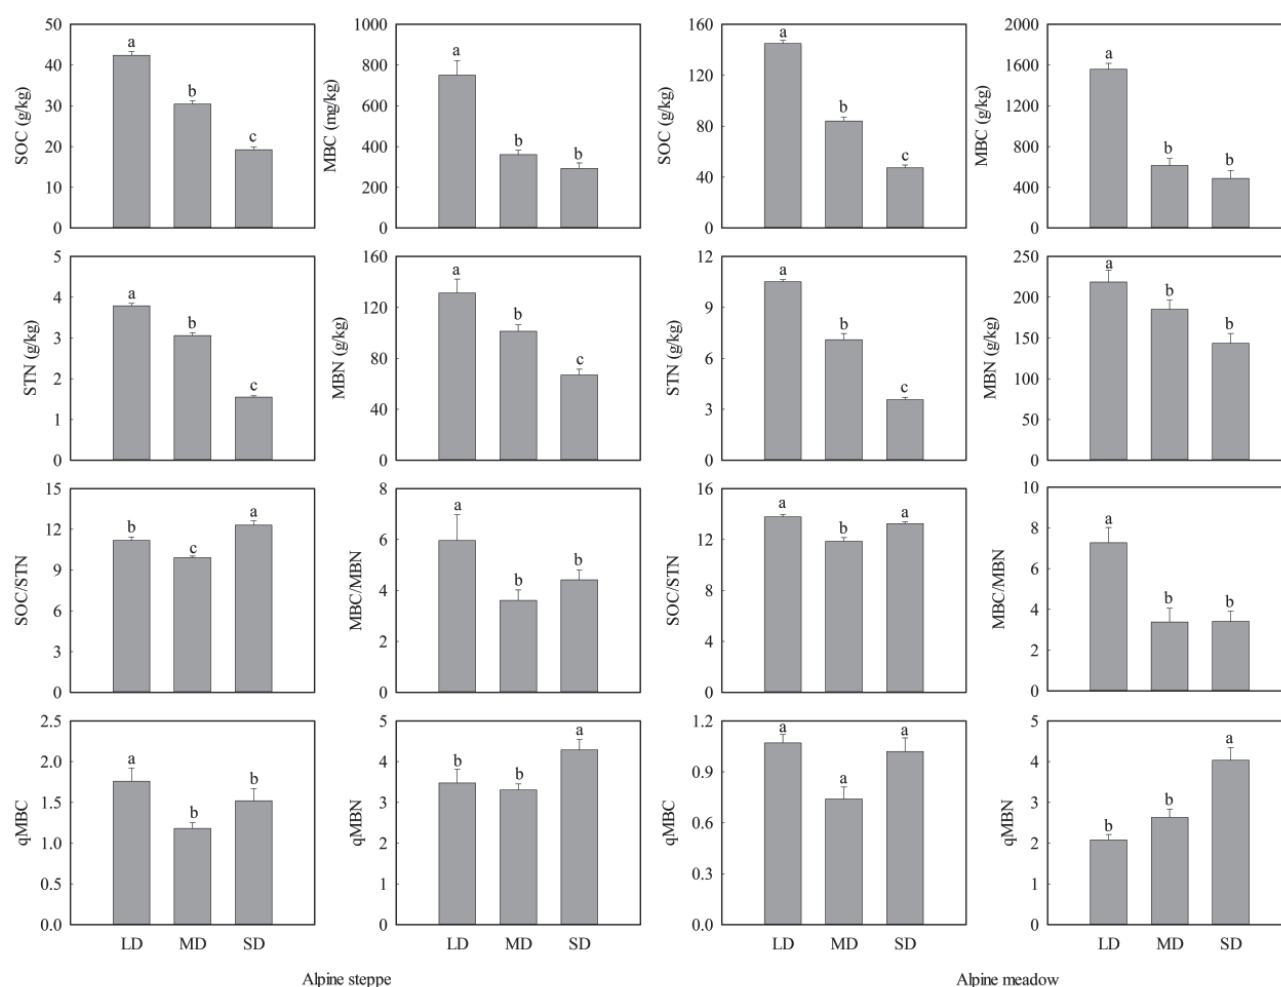 SOC (g/kg)
50
40
30
20
10
0
a
b
c
MBC (mg/kg)
1000
800
600
400
200
0
a
b
b
SOC (g/kg)
160
120
80
40
0
a
b
c
MBC (g/kg)
2000
1600
1200
800
400
0
a
b
b
STN (g/kg)
5
4
3
2
1
0
a
b
c
MBN (g/kg)
160
120
80
40
0
a
b
c
STN (g/kg)
12
9
6
3
0
a
b
c
MBN (g/kg)
250
200
150
100
50
0
a
b
b
SOC/STN
15
12
9
6
3
0
b
c
a
MBC/MBN
8
6
4
2
0
a
b
b
SOC/STN
16
12
8
4
0
a
b
a
MBC/MBN
10
8
6
4
2
0
a
b
b
qMBC
2.5
2.0
1.5
1.0
0.5
0.0
a
b
b
LD MD SD
qMBN
5
4
3
2
1
0
b
b
a
LD MD SD
qMBC
1.2
0.9
0.6
0.3
0.0
a
a
a
LD MD SD
qMBN
5
4
3
2
1
0
b
b
a
LD MD SD
Alpine steppe
Alpine meadow